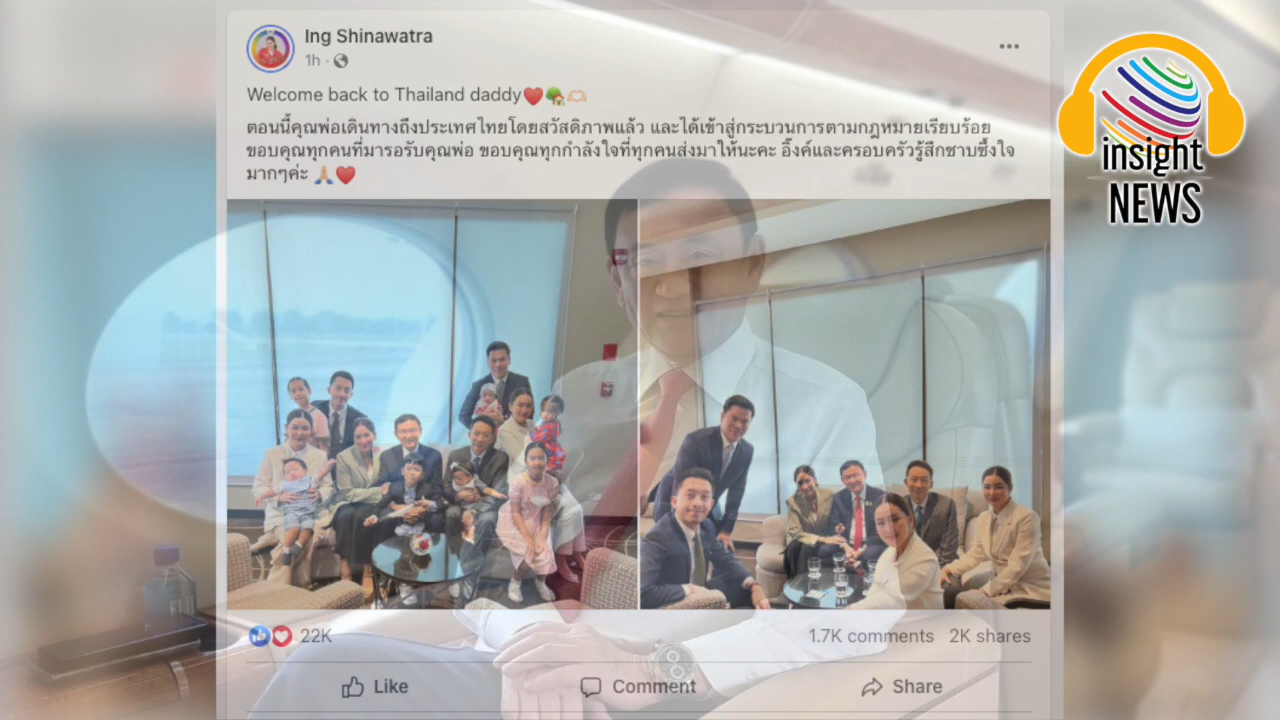 Ing Shinawatra
1h
Welcome back to Thailand daddy
ตอนนี้คุณพ่อเดินทางถึงประเทศไทยโดยสวัสดิภาพแล้ว และได้เข้าสู่กระบวนการตามกฎหมายเรียบร้อย
ขอบคุณทุกคนที่มารอรับคุณพ่อ ขอบคุณทุกกำลังใจที่ทุกคนส่งมาให้นะคะ อิ๊งค์และครอบครัวรู้สึกซาบซึ้งใจ
มากๆค่ะ
22K
1.7K comments 2K shares
Like
Comment
Share
insight
NEWS
FIJI